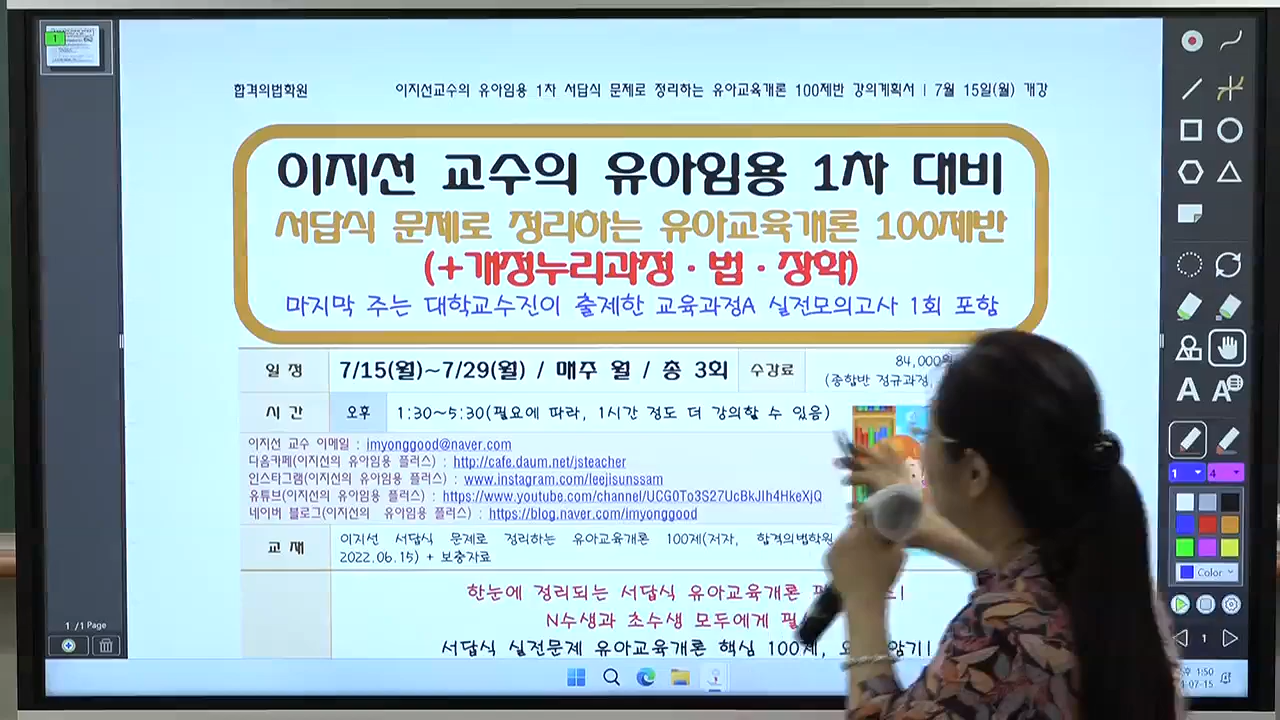 1
합격의법학원
이지선교수의 유아임용 1차 서답식 문제로 정리하는 유아교육개론 100제반 강의계획서 | 7월 15일(월) 개강
이지선 교수의 유아임용 1차 대비
서답식 문제로 정리하는 유아교육개론 100제반
(+개정누리과정·법·장학)
마지막 주는 대학교수진이 출제한 교육과정A 실전모의고사 1회 포함
일 정 7/15(월)~7/29(월) / 매주 월 / 총 3회 수강료 84,000원
(종합반 정규과정,
시 간 오후 1:30~5:30(필요에 따라, 1시간 정도 더 강의할 수 있음)
이지선 교수 이메일 : imyonggood@naver.com
다음카페(이지선의 유아임용 플러스) : http://cafe.daum.net/jsteacher
인스타그램(이지선의 유아임용 플러스) : www.instagram.com/leejisunssam
유튜브(이지선의 유아임용 플러스) : https://www.youtube.com/channel/UCG0To3S27UcBkJIh4HkeXjQ
네이버 블로그(이지선의 유아임용 플러스) : https://blog.naver.com/imyonggood
교 재 이지선 서답식 문제로 정리하는 유아교육개론 100제(저자, 합격의법학원
2022.06.15) + 보충자료
한눈에 정리되는 서답식 유아교육개론
N수생과 초수생 모두에게
서답식 실전문제 유아교육개론 핵심 100제,
1 /1 Page
A A
1 4
Color
1
1:50
07-15